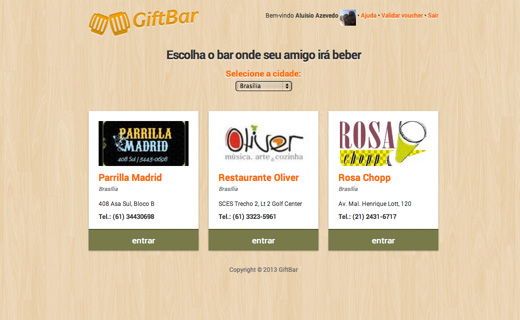 GiftBar
Bem-vindo Aluísio Azevedo • Ajuda • Validar voucher • Sair
Escolha o bar onde seu amigo irá beber
Selecione a cidade:
Brasília
PARRILLA
MADRID
408 Sul | 3443-0698
Parrilla Madrid
Brasília
408 Asa Sul, Bloco B
Tel.: (61) 34430698
entrar
Oliver
música, arte & cozinha
Restaurante Oliver
Brasília
SCES Trecho 2, Lt 2 Golf Center
Tel.: (61) 3323-5961
entrar
ROSA
chopp
Rosa Chopp
Brasília
Av. Mal. Henrique Lott, 120
Tel.: (21) 2431-6717
entrar
Copyright © 2013 GiftBar